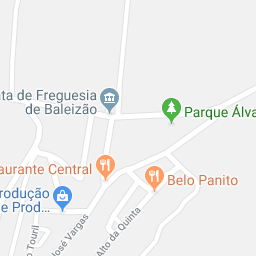 ta de Freguesia
de Baleizão
Parque Álva
aurante Central
Belo Panito
rodução
e Prod...
José Vargas
Alto da Quinta
o Touril